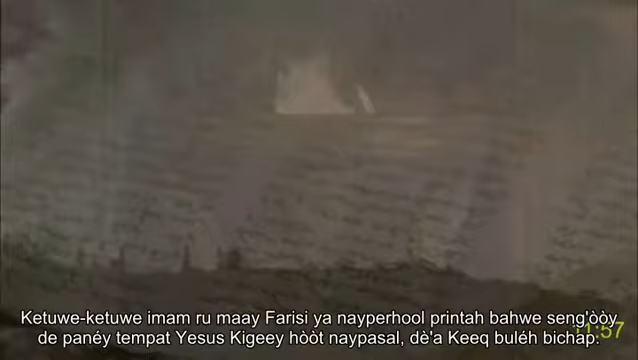 Ketuwe-ketuwe imam ru maay Farisi ya nayperhool printah bahwe seng'òòy
de panéy tempat Yesus Kigeey hòòt naypasal, dè'a Keeq buléh bichap.
11:57